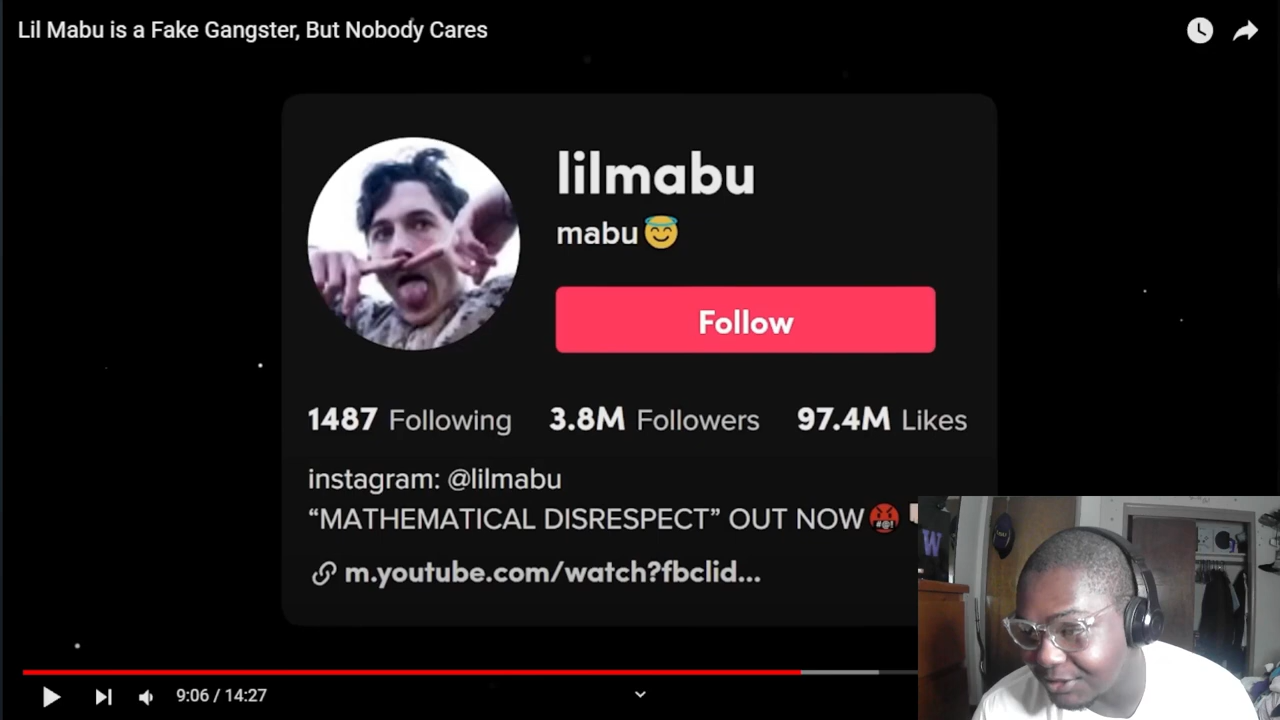 Lil Mabu is a Fake Gangster, But Nobody Cares
lilmabu
mabu😇
Follow
1487 Following 3.8M Followers 97.4M Likes
instagram: @lilmabu
“MATHEMATICAL DISRESPECT” OUT NOW🤬
m.youtube.com/watch?fbclid...
W
9:06 / 14:27